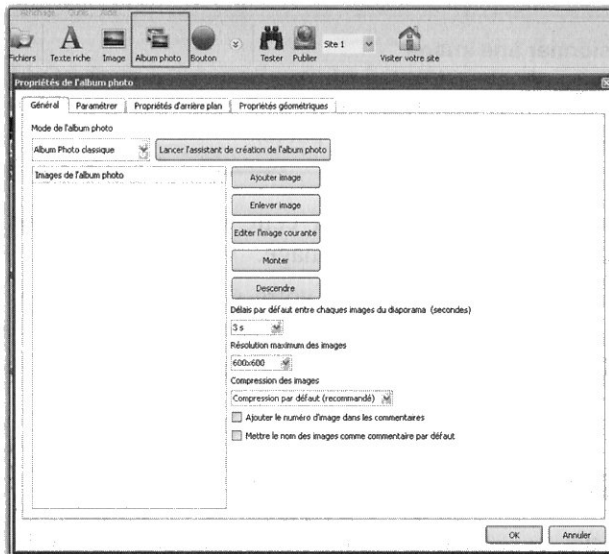 Affichage Outils Aide
Fichiers Texte riche Image Album photo Bouton Tester Publier Site 1 Visiter votre site
Propriétés de l'album photo
Général Paramétrer Propriétés d'arrière plan Propriétés géométriques
Mode de l'album photo
Album Photo classique Lancer l'assistant de création de l'album photo
Images de l'album photo
Ajouter image
Enlever image
Editer l'image courante
Monter
Descendre
Délais par défaut entre chaques images du diaporama (secondes)
3 s
Résolution maximum des images
600x600
Compression des images
Compression par défaut (recommandé)
Ajouter le numéro d'image dans les commentaires
Mettre le nom des images comme commentaire par défaut
OK Annuler